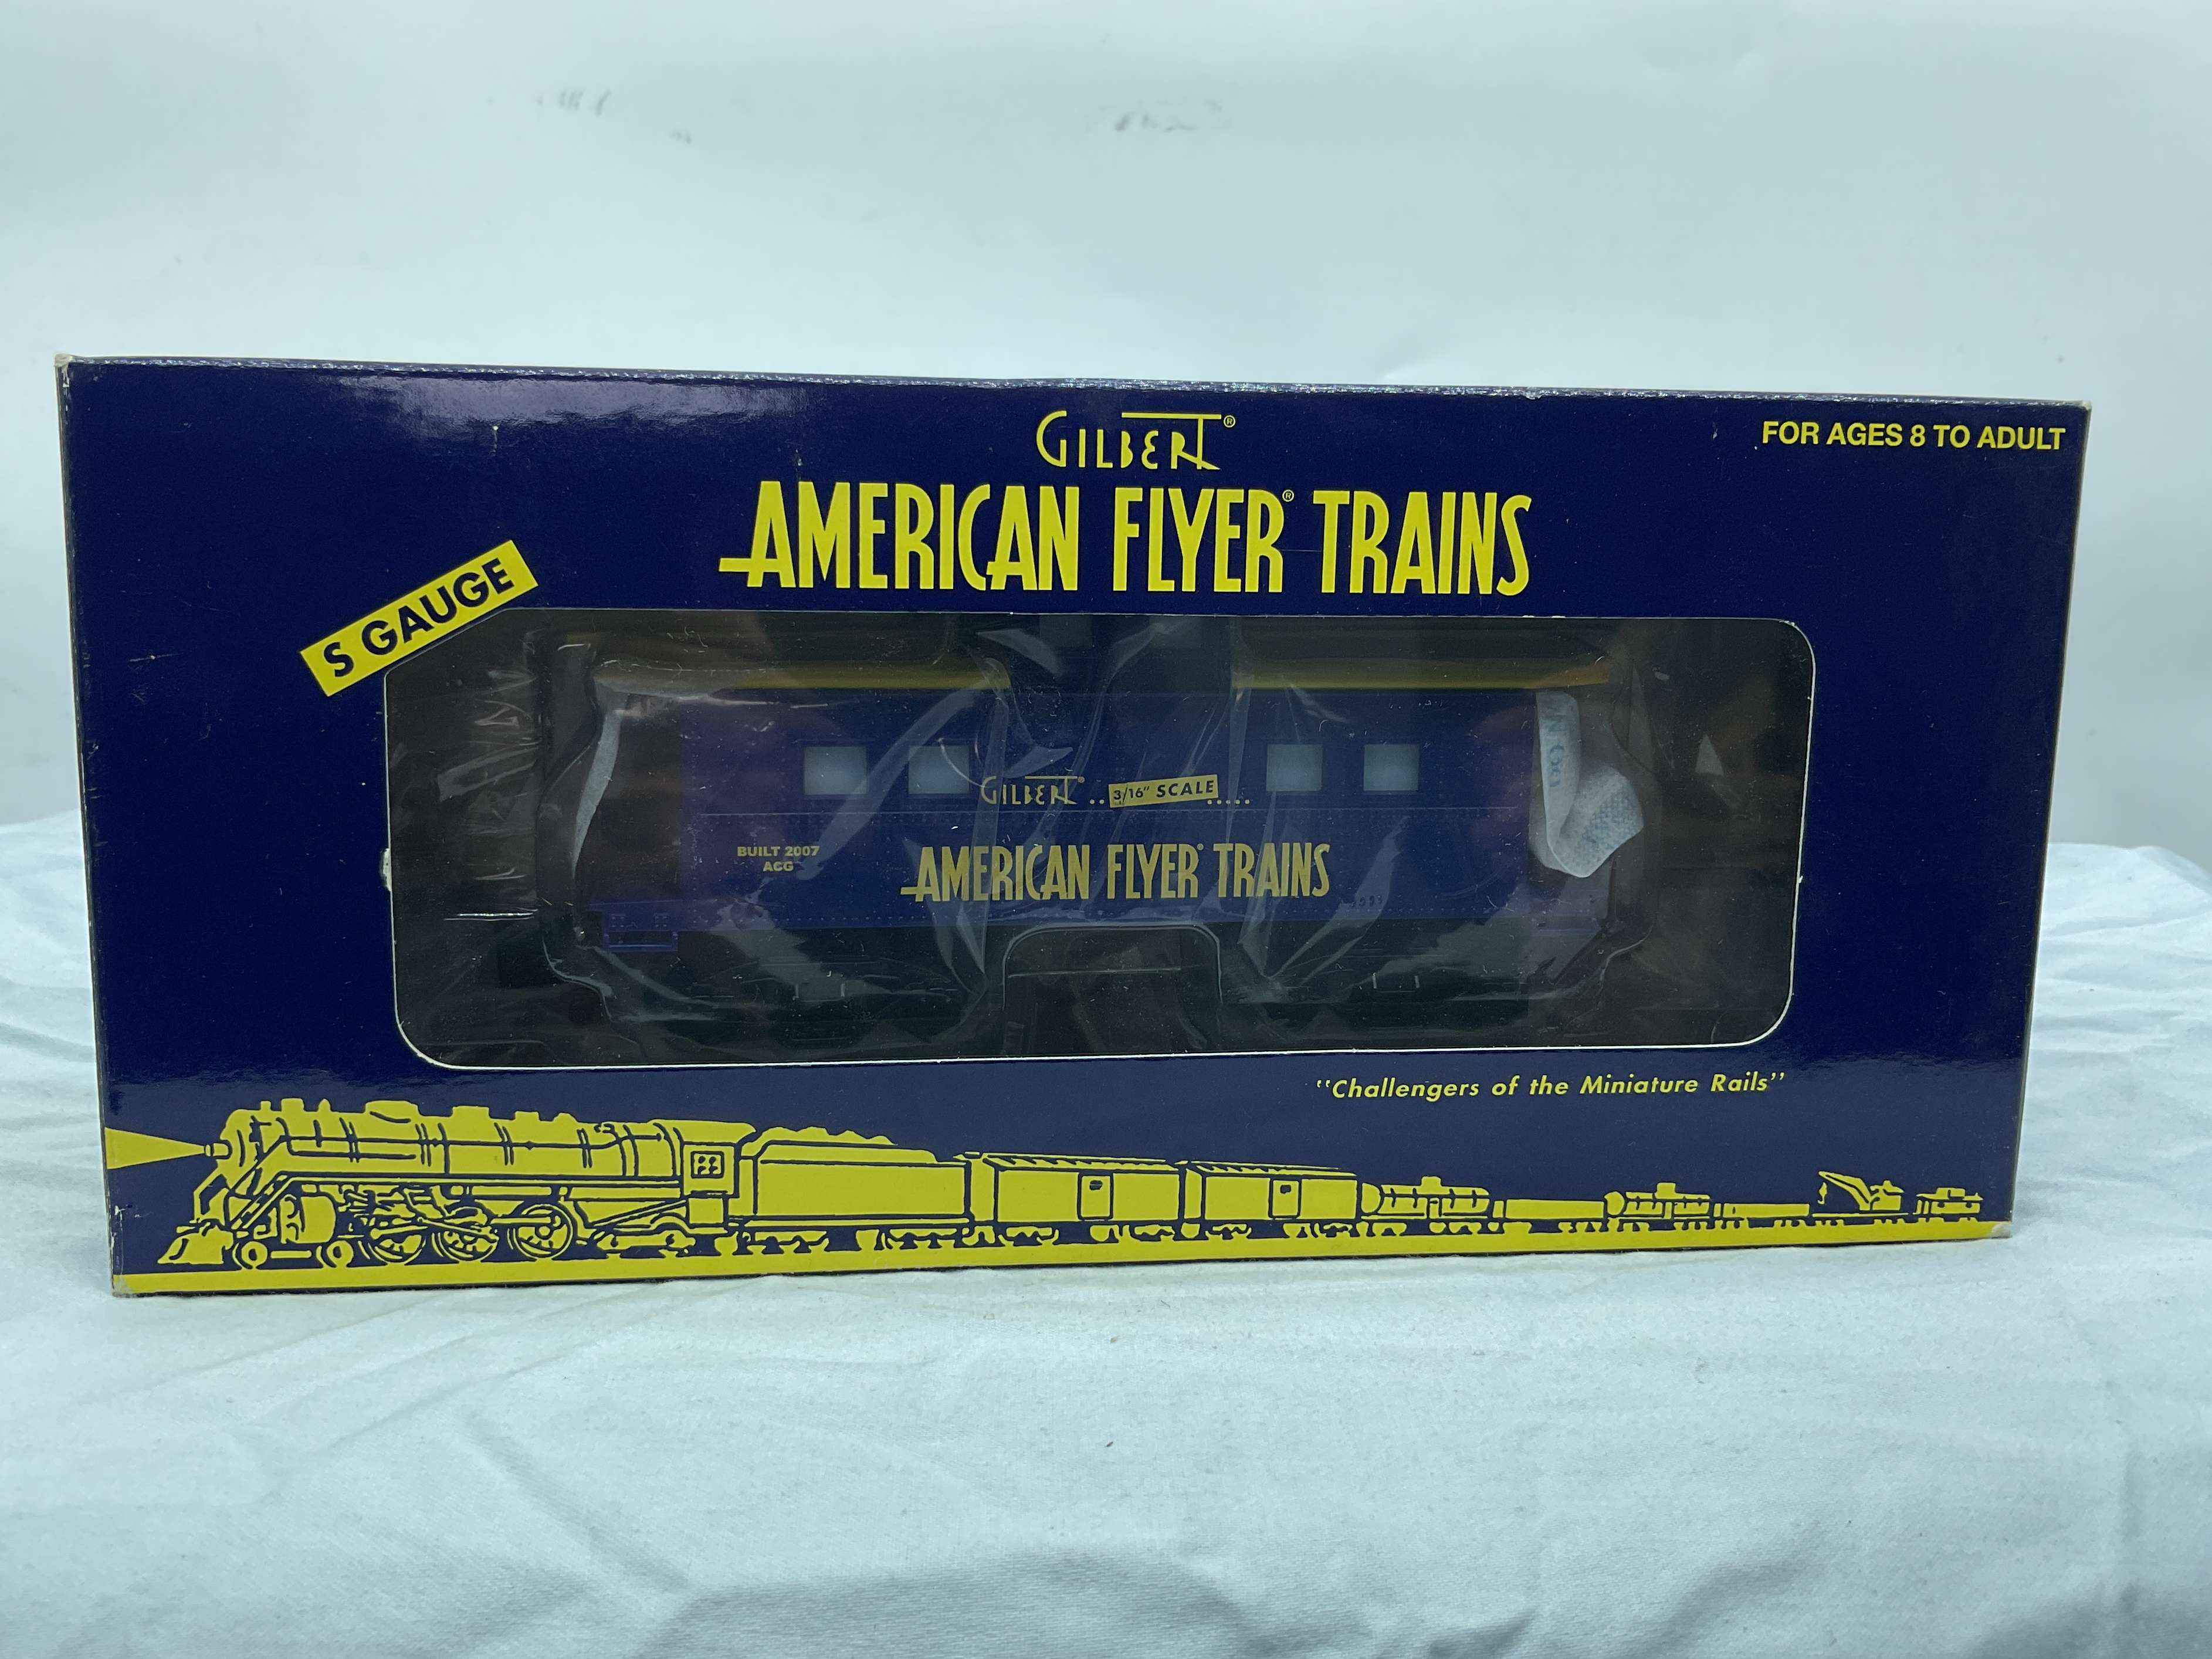 GILBERT®
FOR AGES 8 TO ADULT
AMERICAN FLYER® TRAINS
S GAUGE
GILBERT® .. 3/16" SCALE .....
BUILT 2007
ACG
AMERICAN FLYER® TRAINS
"Challengers of the Miniature Rails"